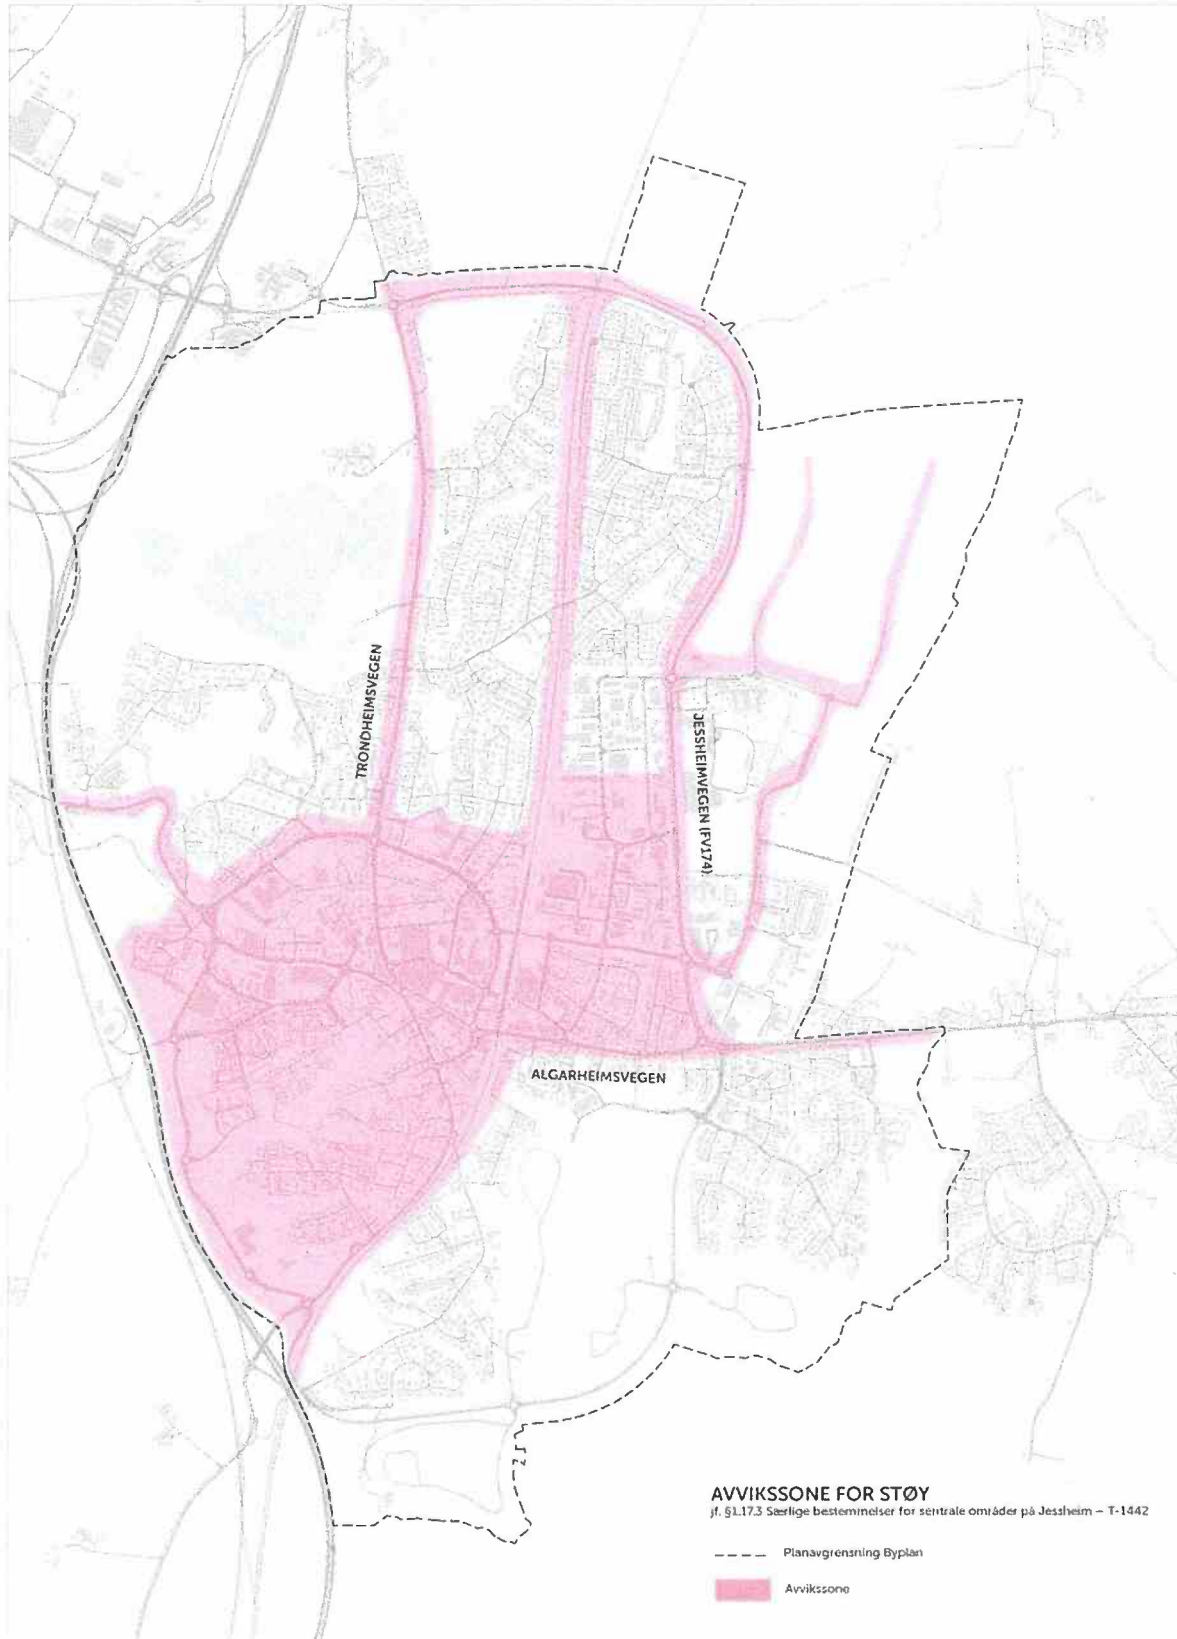 TRONDHEIMSVEGEN
JESSHEIMVEGEN (FV174)
ALGARHEIMSVEGEN
AVVIKSSONE FOR STØY
jf. §1.17.3 Særlige bestemmelser for sentrale områder på Jessheim – T-1442
Planavgrensning Byplan
Avvikssone